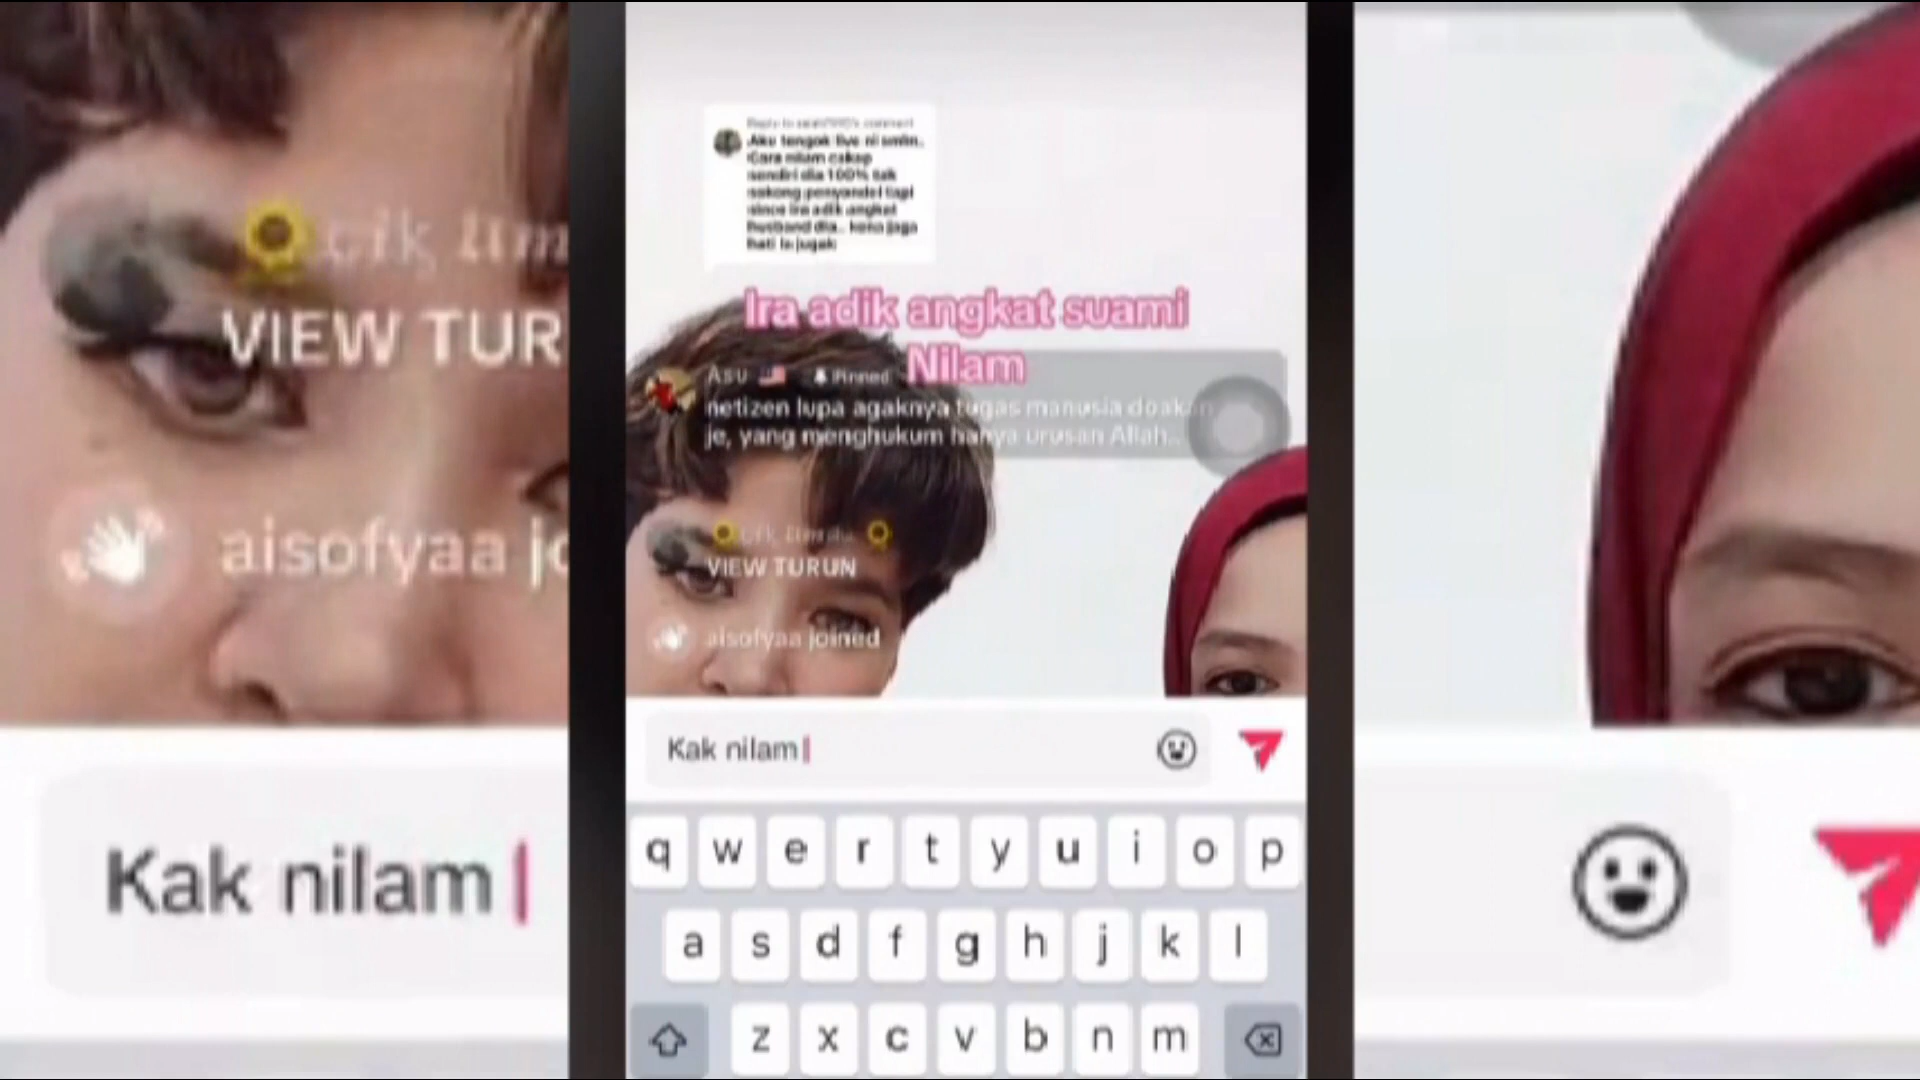 Aku tengok live ni smlm..
Cara nilam cakap
sendiri dia 100% tak
sokong penyondol tapi
since Ira adik angkat
husband dia.. kena jaga
hati la jugak
Ira adik angkat suami
Nilam
Asu Pinned
netizen lupa agaknya tugas manusia doakan
je, yang menghukum hanya urusan Allah..
VIEW TURUN
aisofyaa joined
Kak nilam
q w e r t y u i o p
a s d f g h j k l
z x c v b n m
VIEW TUR
aisofyaa jo
Kak nilam